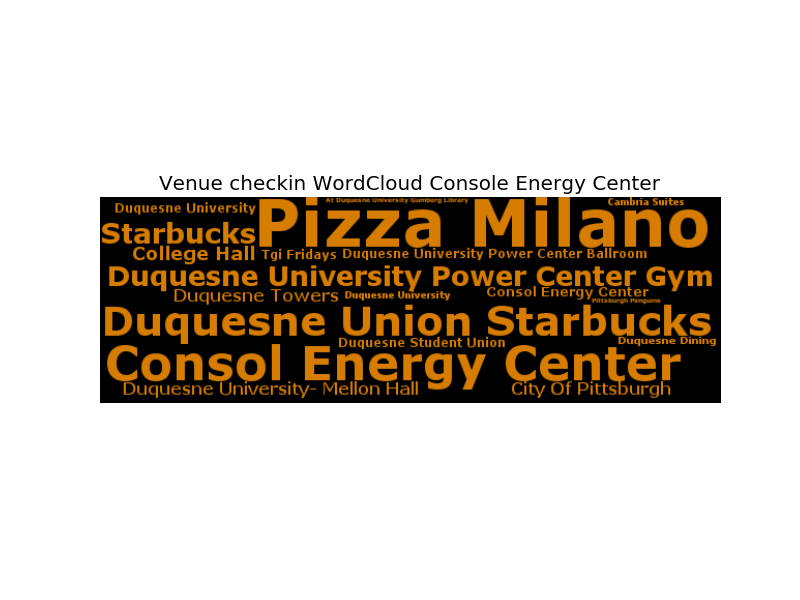 Venue checkin WordCloud Console Energy Center
At Duquesne University Gumberg Library
Cambria Suites
Duquesne University
Pizza Milano
Starbucks
College Hall
Tgi Fridays
Duquesne University Power Center Ballroom
Duquesne University Power Center Gym
Duquesne Towers
Duquesne University
Consol Energy Center
Pittsburgh Penguins
Duquesne Union Starbucks
Duquesne Student Union
Duquesne Dining
Consol Energy Center
Duquesne University- Mellon Hall
City Of Pittsburgh